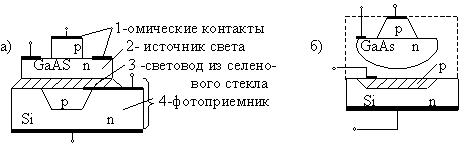 а)
p
GaAS n
p
Si n
1-омические контакты
2- источник света
3 -световод из селено-
вого стекла
4-фотоприемник
б)
p
GaAs n
p
Si n